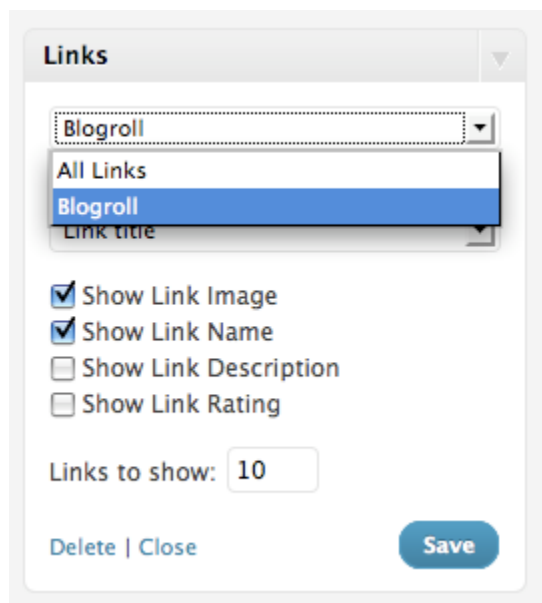 Links
Blogroll
All Links
Blogroll
Link title
Show Link Image
Show Link Name
Show Link Description
Show Link Rating
Links to show: 10
Delete | Close Save